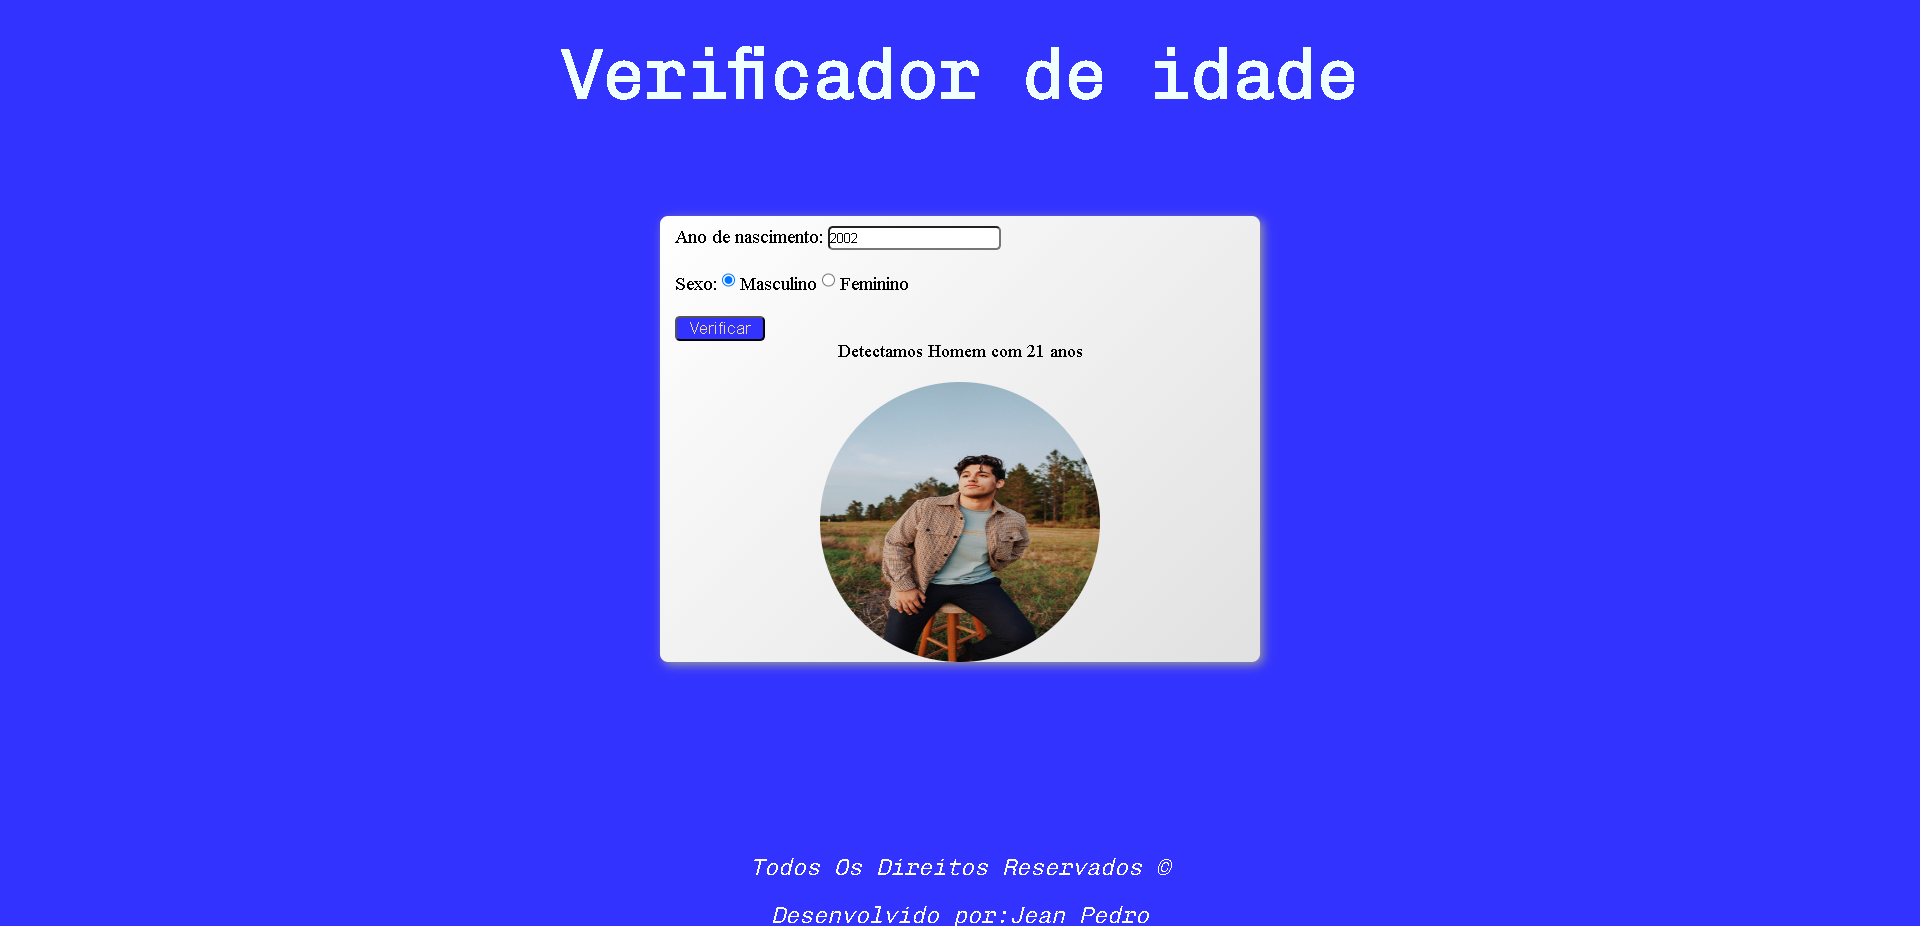 Verificador de idade
Ano de nascimento: 2002
Sexo: Masculino Feminino
Verificar
Detectamos Homem com 21 anos
Todos Os Direitos Reservados ©
Desenvolvido por:Jean Pedro